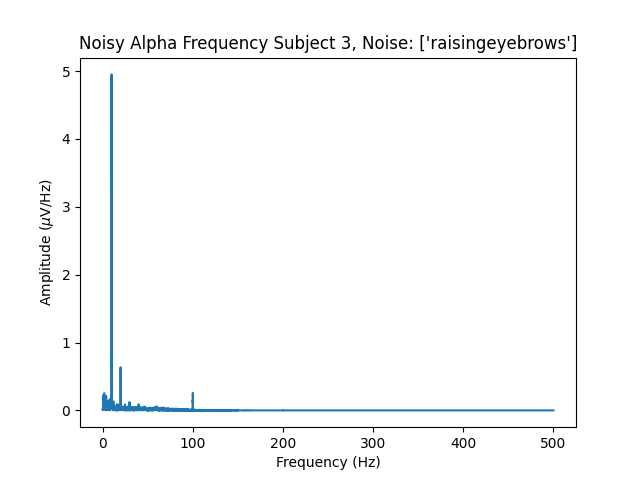 Noisy Alpha Frequency Subject 3, Noise: ['raisingeyebrows']
5
4
3
2
1
0
Amplitude (μV/Hz)
0 100 200 300 400 500
Frequency (Hz)